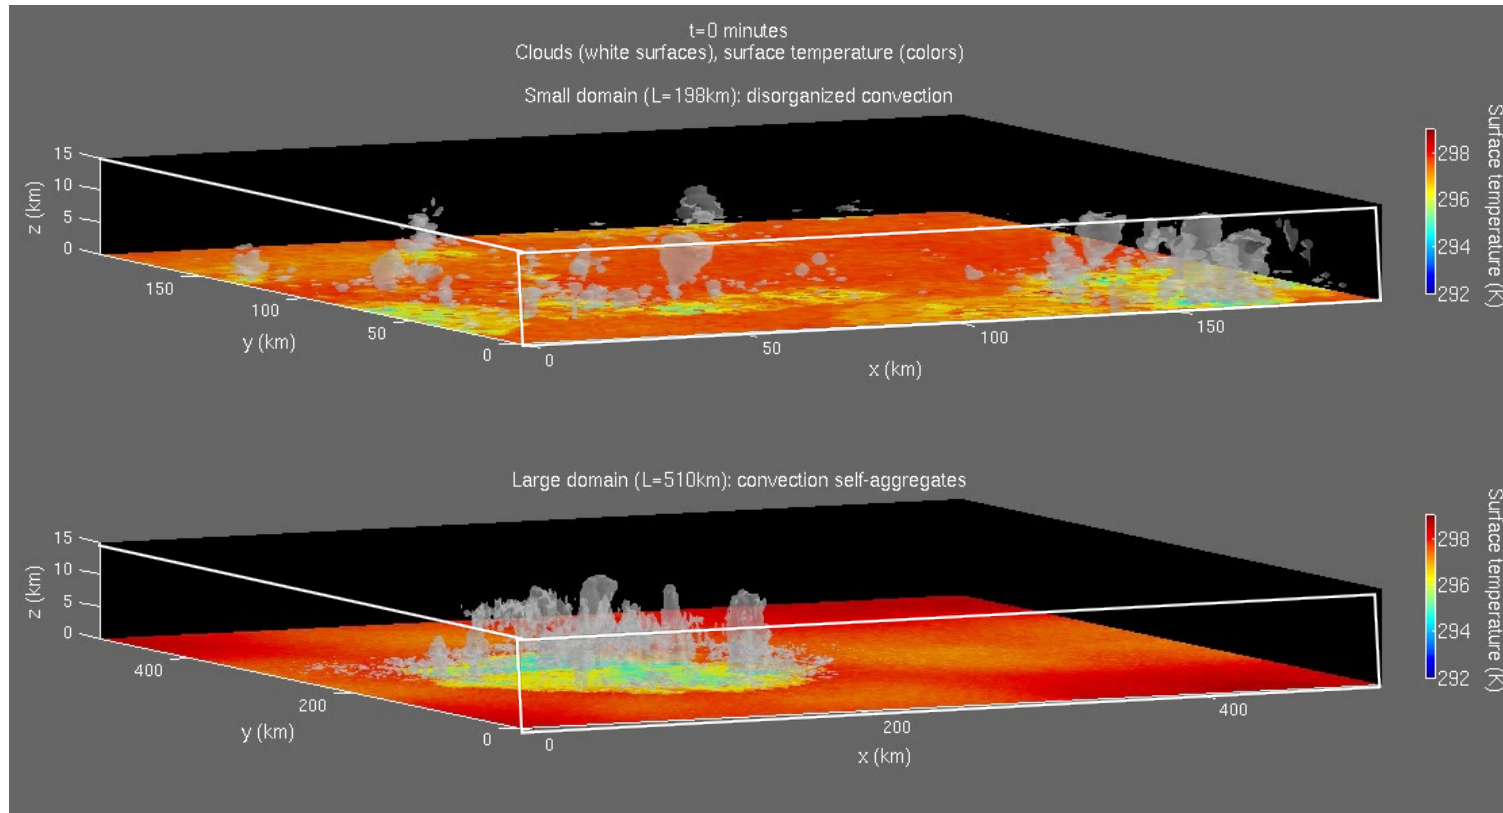 t=0 minutes
Clouds (white surfaces), surface temperature (colors)
Small domain (L=198km): disorganized convection
15
10
5
0
z (km)
150
100
50
0
y (km)
0
50
100
150
x (km)
298
296
294
292
Surface temperature (K)
Large domain (L=510km): convection self-aggregates
15
10
5
0
z (km)
400
200
0
y (km)
0
200
400
x (km)
298
296
294
292
Surface temperature (K)